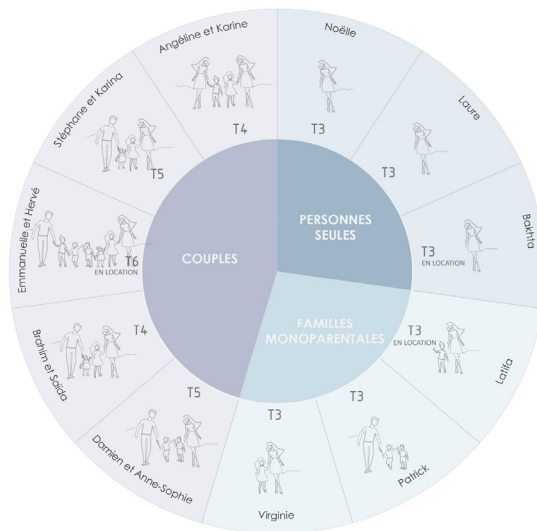 Noëlle
T3
Laure
T3
Bakhta
T3
EN LOCATION
Latifa
T3
EN LOCATION
Patrick
T3
Virginie
T3
Damien et Anne-Sophie
T5
Brahim et Saida
T4
Emmanuelle et Hervé
T6
EN LOCATION
Stéphane et Karina
T5
Angéline et Karine
T4
PERSONNES
SEULES
FAMILLES
MONOPARENTALES
COUPLES